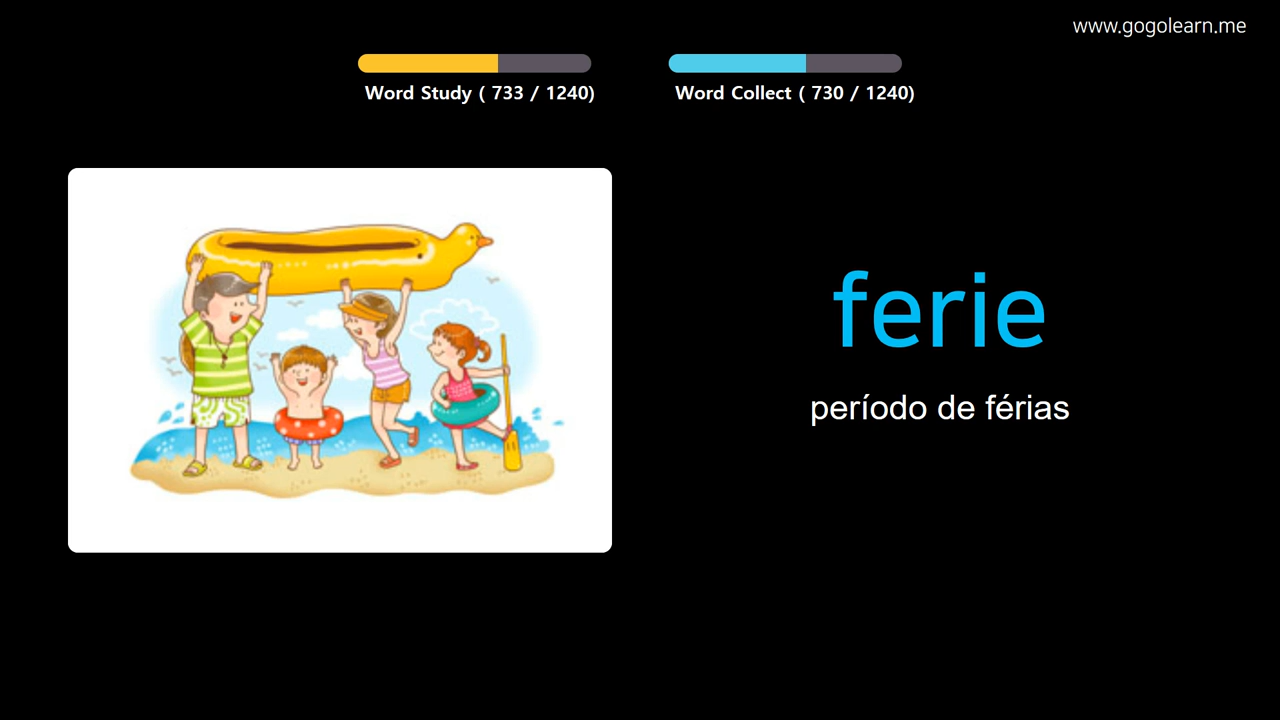 www.gogolearn.me
Word Study ( 733 / 1240)
Word Collect ( 730 / 1240)
ferie
período de férias